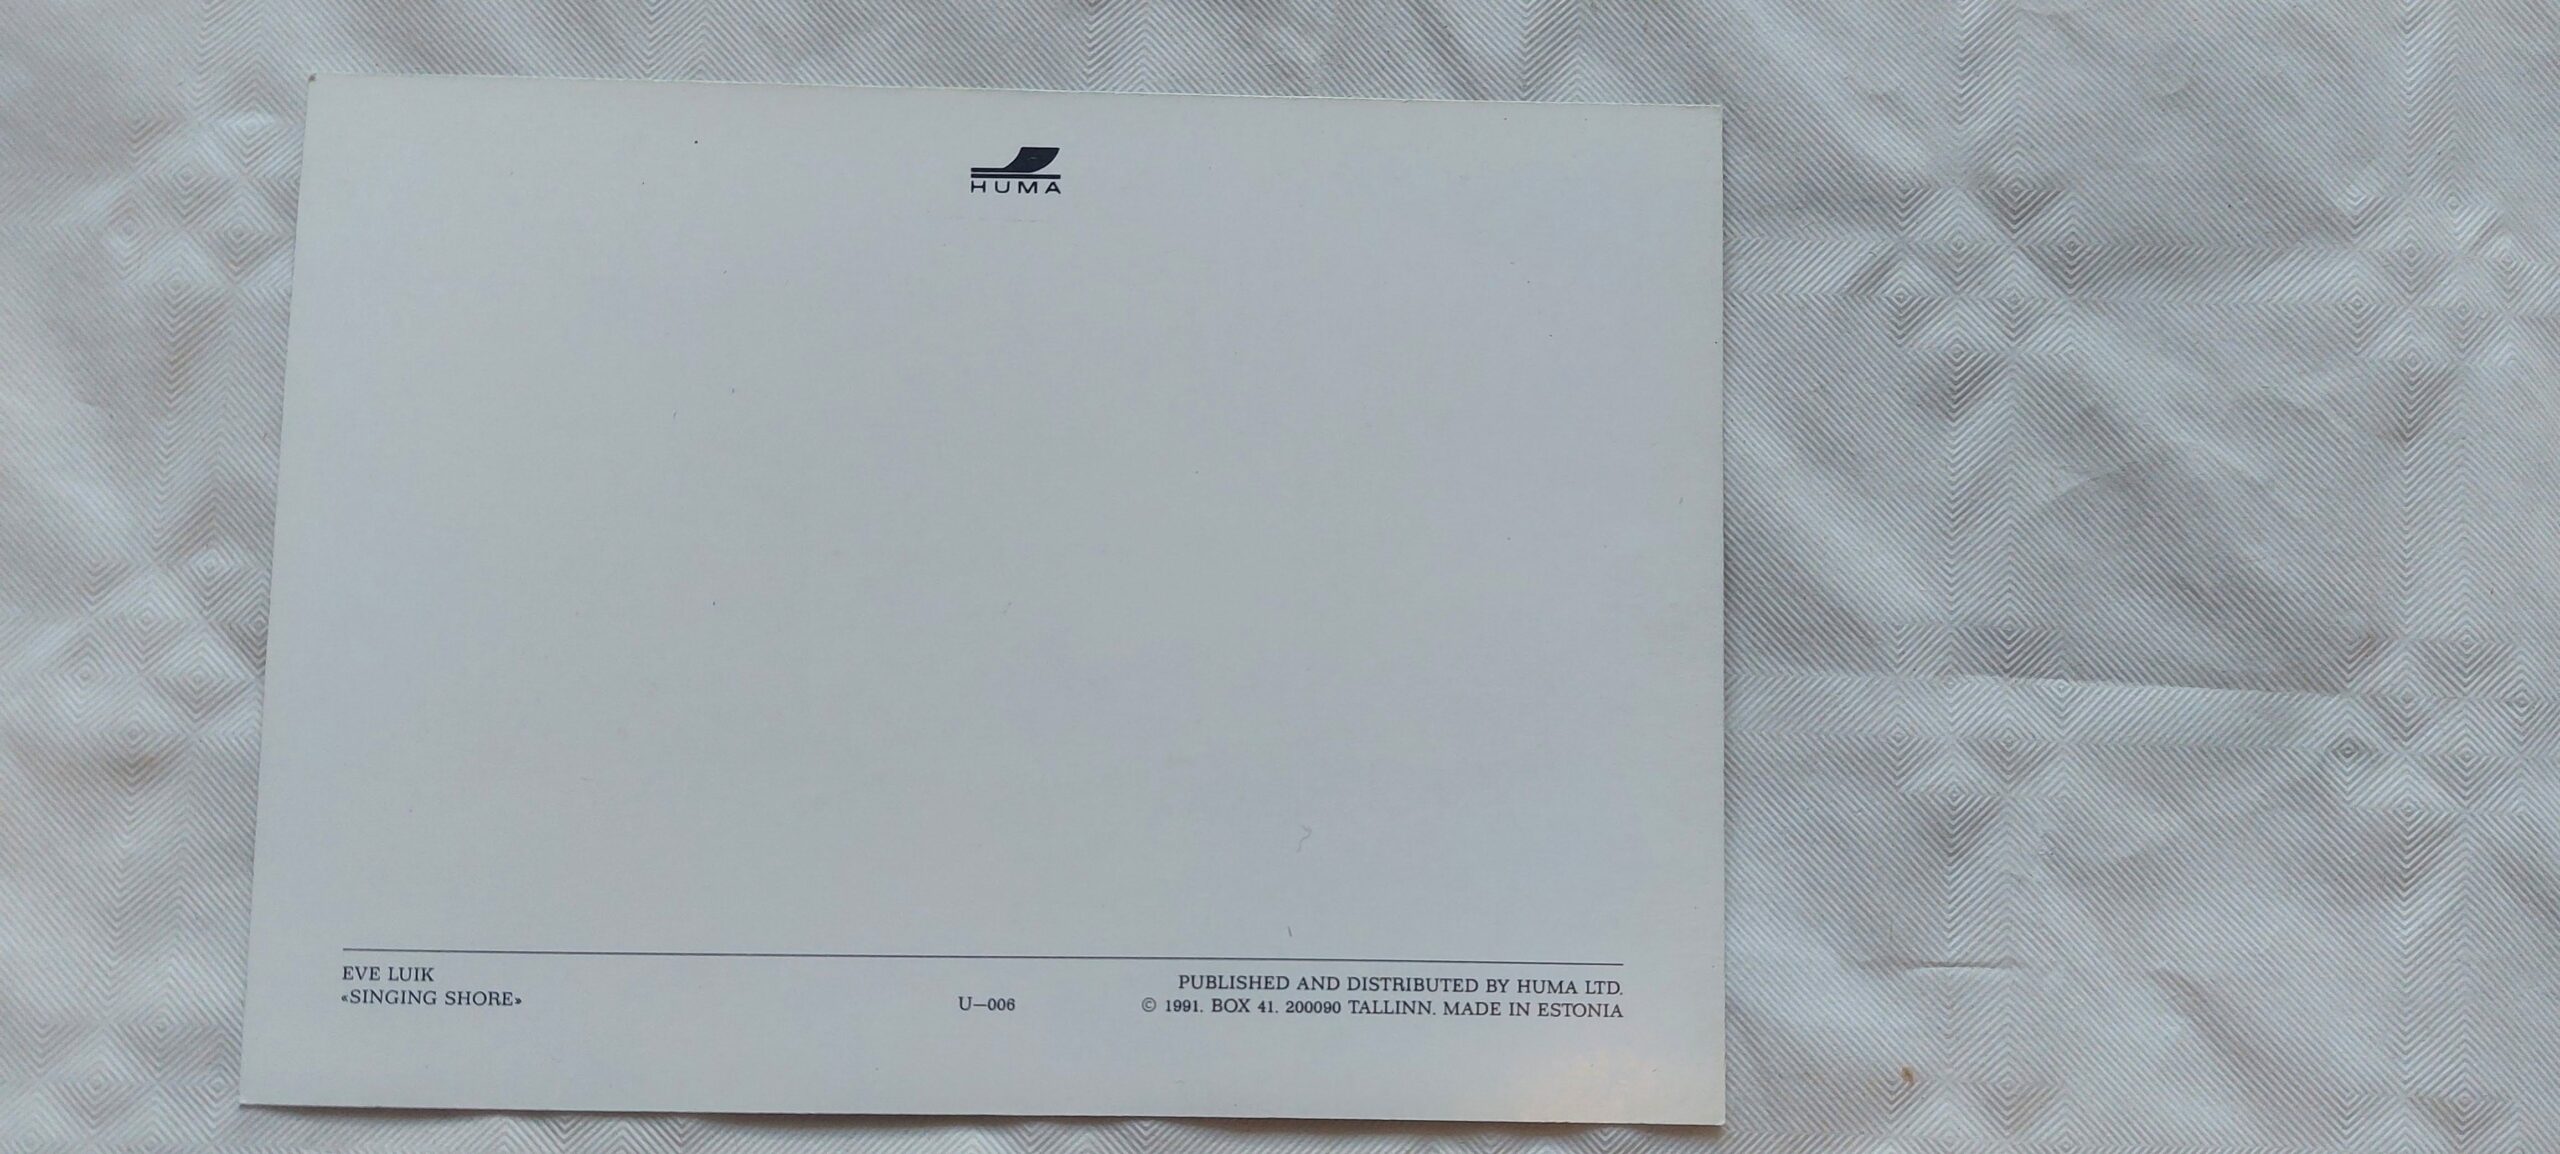 HUMA
EVE LUIK
«SINGING SHORE»
U—006
PUBLISHED AND DISTRIBUTED BY HUMA LTD.
© 1991. BOX 41. 200090 TALLINN. MADE IN ESTONIA